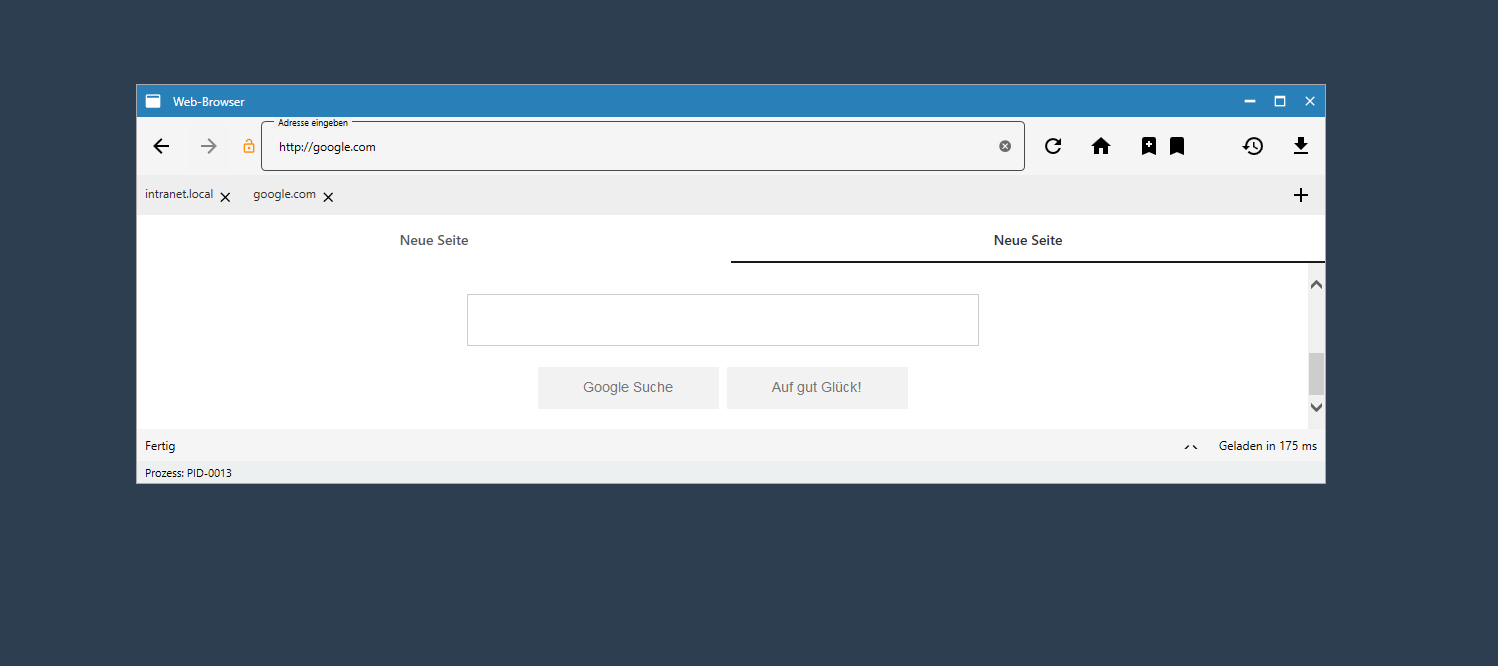 Web-Browser
Adresse eingeben
http://google.com
intranet.local google.com
Neue Seite Neue Seite
Google Suche Auf gut Glück!
Fertig Geladen in 175 ms
Prozess: PID-0013